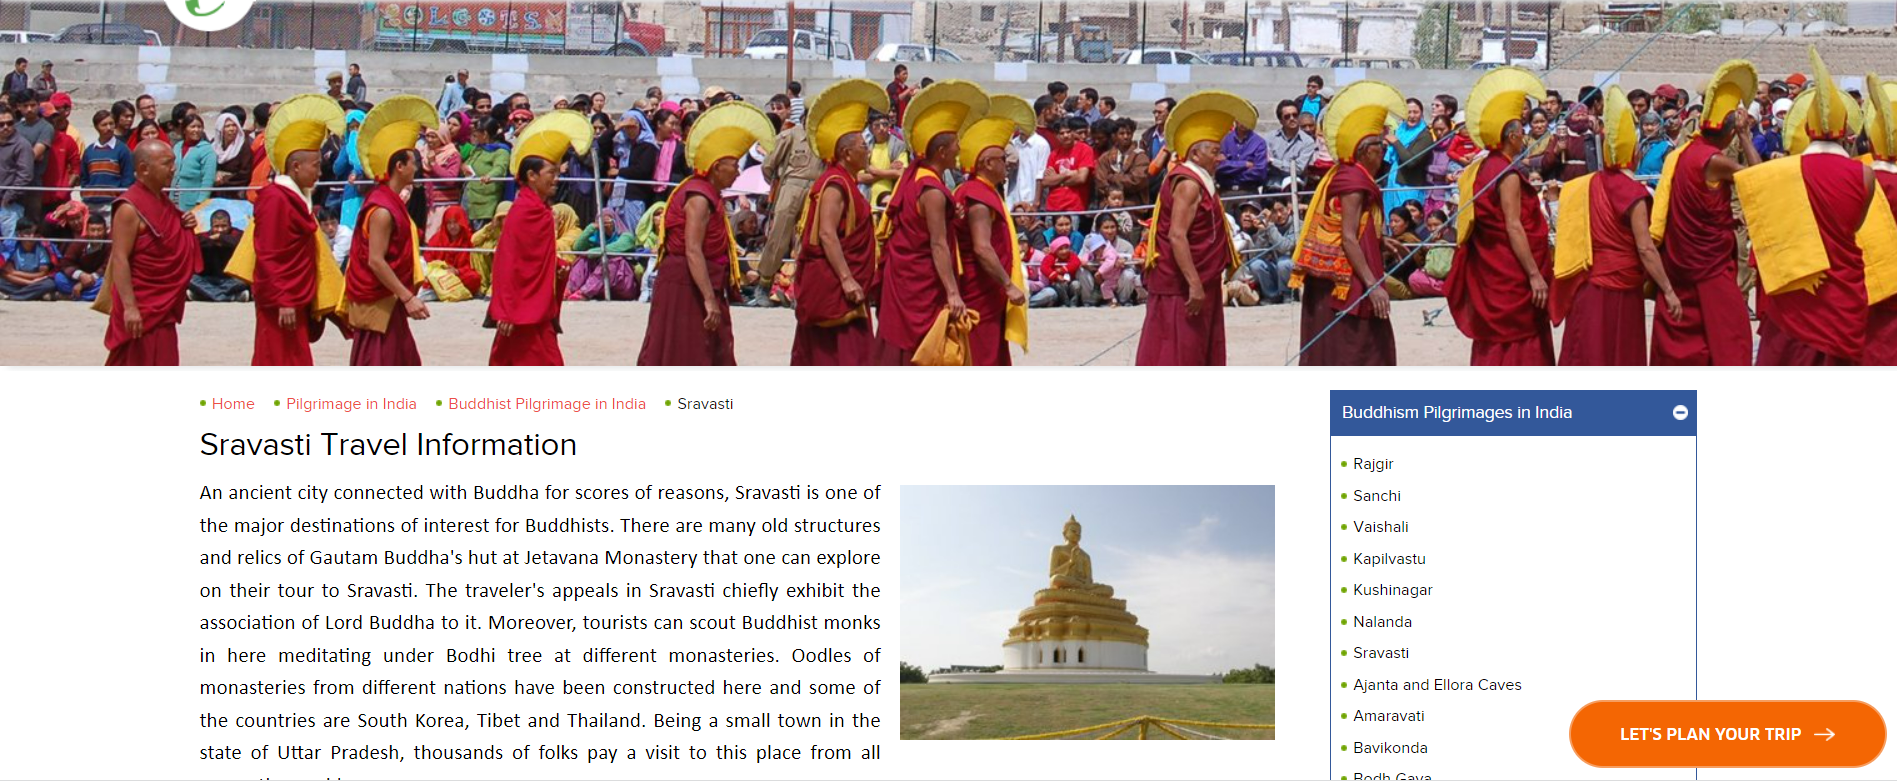 Home Pilgrimage in India Buddhist Pilgrimage in India Sravasti
Sravasti Travel Information
An ancient city connected with Buddha for scores of reasons, Sravasti is one of
the major destinations of interest for Buddhists. There are many old structures
and relics of Gautam Buddha's hut at Jetavana Monastery that one can explore
on their tour to Sravasti. The traveler's appeals in Sravasti chiefly exhibit the
association of Lord Buddha to it. Moreover, tourists can scout Buddhist monks
in here meditating under Bodhi tree at different monasteries. Oodles of
monasteries from different nations have been constructed here and some of
the countries are South Korea, Tibet and Thailand. Being a small town in the
state of Uttar Pradesh, thousands of folks pay a visit to this place from all
Buddhism Pilgrimages in India
Rajgir
Sanchi
Vaishali
Kapilvastu
Kushinagar
Nalanda
Sravasti
Ajanta and Ellora Caves
Amaravati
Bavikonda
Bodh Gaya
LET'S PLAN YOUR TRIP